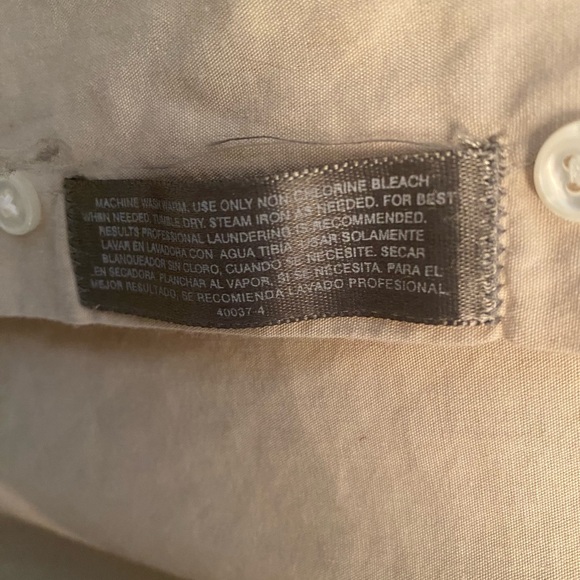 MACHINE WASH WARM. USE ONLY NON-CHLORINE BLEACH
WHEN NEEDED. TUMBLE DRY. STEAM IRON AS NEEDED. FOR BEST
RESULTS PROFESSIONAL LAUNDERING IS RECOMMENDED.
LAVAR EN LAVADORA CON AGUA TIBIA. USAR SOLAMENTE
BLANQUEADOR SIN CLORO, CUANDO SE NECESITE. SECAR
EN SECADORA. PLANCHAR AL VAPOR, SI SE NECESITA. PARA EL
MEJOR RESULTADO, SE RECOMIENDA LAVADO PROFESIONAL.
40037-4